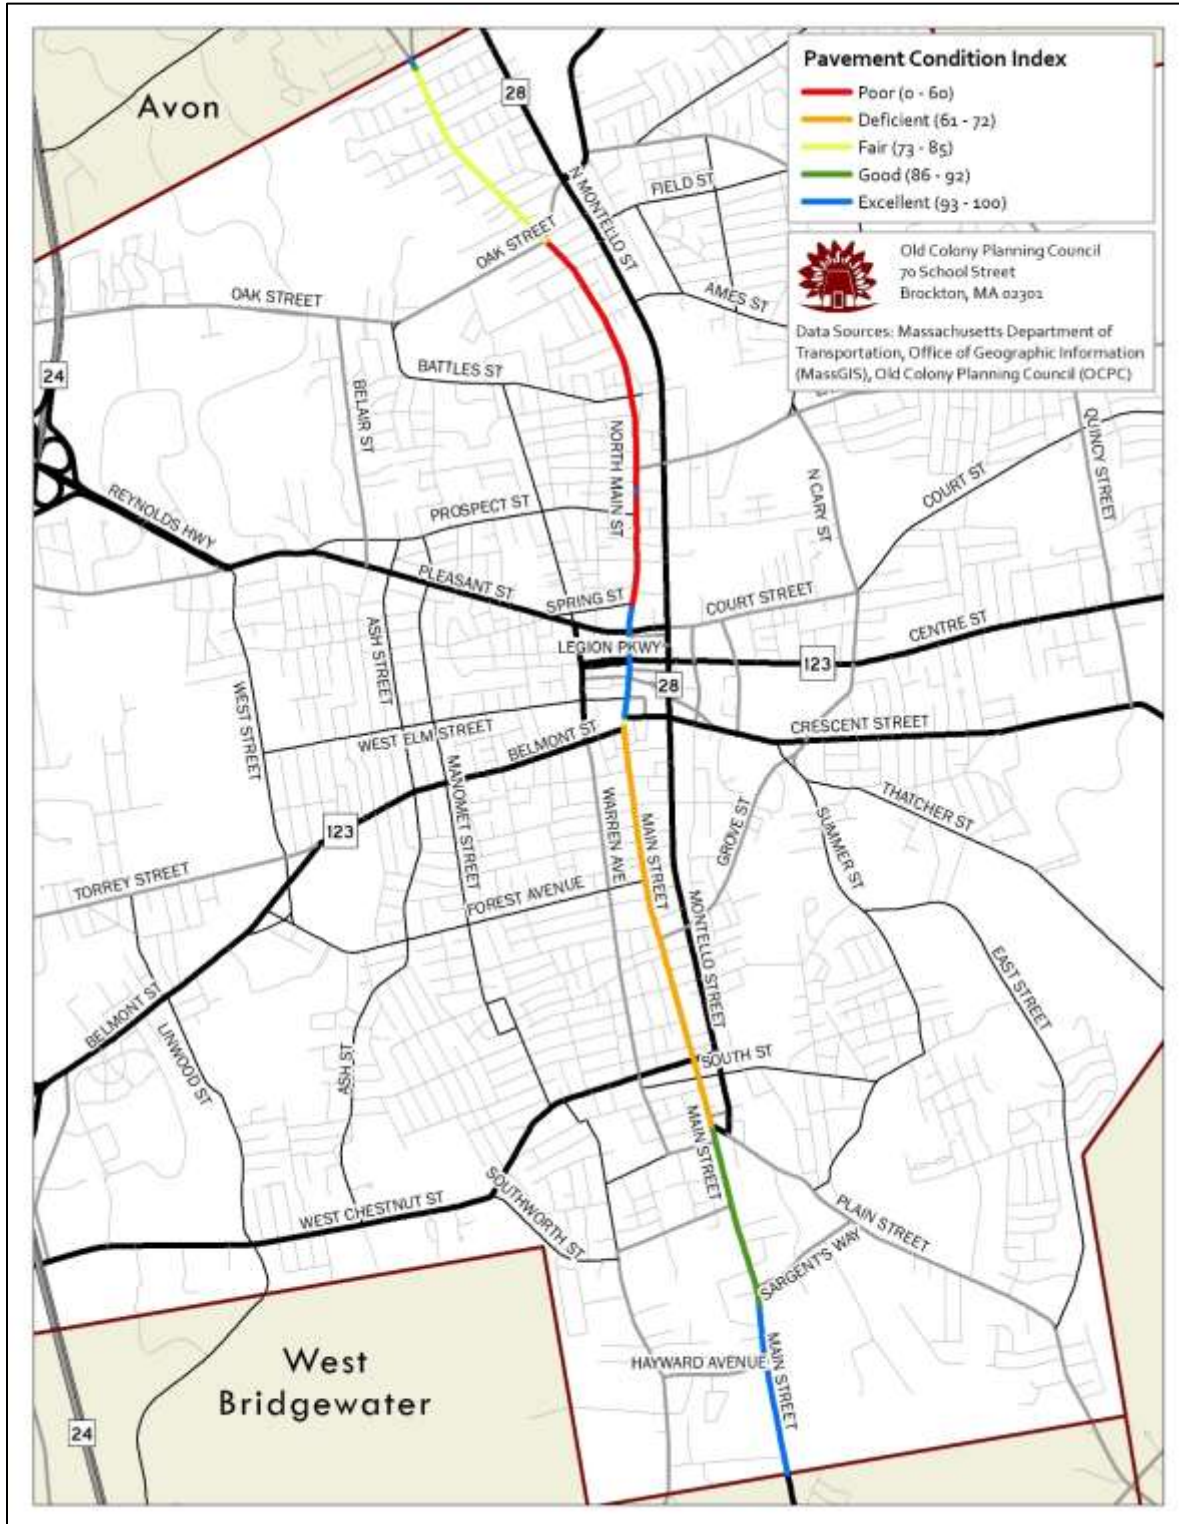 Pavement Condition Index
Poor (0 - 60)
Deficient (61 - 72)
Fair (73 - 85)
Good (86 - 92)
Excellent (93 - 100)
Old Colony Planning Council
70 School Street
Brockton, MA 02301
Data Sources: Massachusetts Department of
Transportation, Office of Geographic Information
(MassGIS), Old Colony Planning Council (OCPC)
Avon
28
N MONTELLO ST
FIELD ST
OAK STREET
OAK STREET
AMES ST
24
BATTLES ST
BELAIR ST
NORTH MAIN ST
QUINCY STREET
COURT ST
N CARY ST
REYNOLDS HWY
PROSPECT ST
PLEASANT ST
SPRING ST
COURT STREET
CENTRE ST
ASH STREET
LEGION PKWY
123
28
WEST STREET
WEST ELM STREET
BELMONT ST
CRESCENT STREET
MANOMET STREET
WARREN AVE
MAIN STREET
GROVE ST
SUMMER ST
THATCHER ST
123
TORREY STREET
FOREST AVENUE
MONTELLO STREET
EAST STREET
BELMONT ST
LINWOOD ST
ASH ST
SOUTH ST
MAIN STREET
WEST CHESTNUT ST
SOUTHWORTH ST
PLAIN STREET
SARGENT'S WAY
HAYWARD AVENUE
MAIN STREET
West
Bridgewater
24